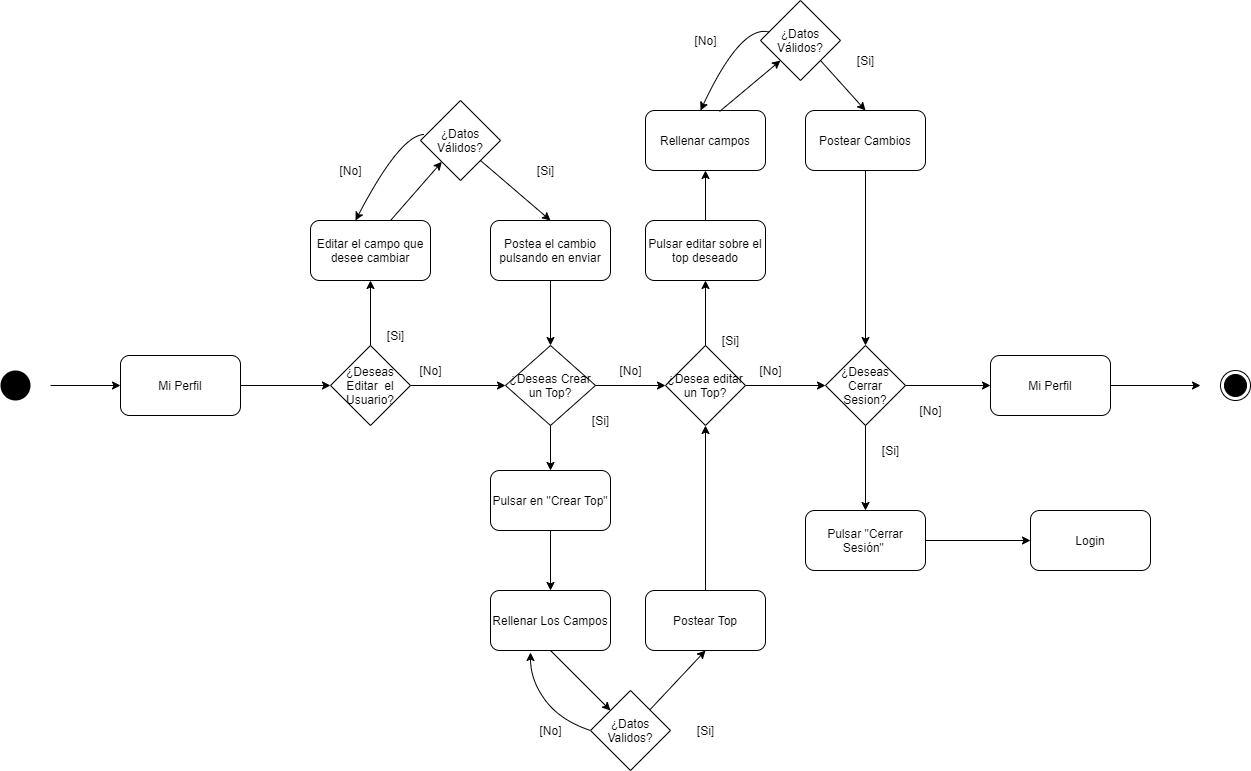 ¿Datos
Válidos?
[No]
[Si]
Rellenar campos
Postear Cambios
¿Datos
Válidos?
[No]
[Si]
Editar el campo que
desee cambiar
Postea el cambio
pulsando en enviar
Pulsar editar sobre el
top deseado
[Si]
[Si]
Mi Perfil
¿Deseas
Editar el
Usuario?
[No]
¿Deseas Crear
un Top?
[No]
¿Desea editar
un Top?
[No]
¿Deseas
Cerrar
Sesion?
[No]
Mi Perfil
[Si]
[Si]
Pulsar en "Crear Top"
Pulsar "Cerrar
Sesión"
Login
Rellenar Los Campos
Postear Top
[No]
¿Datos
Validos?
[Si]